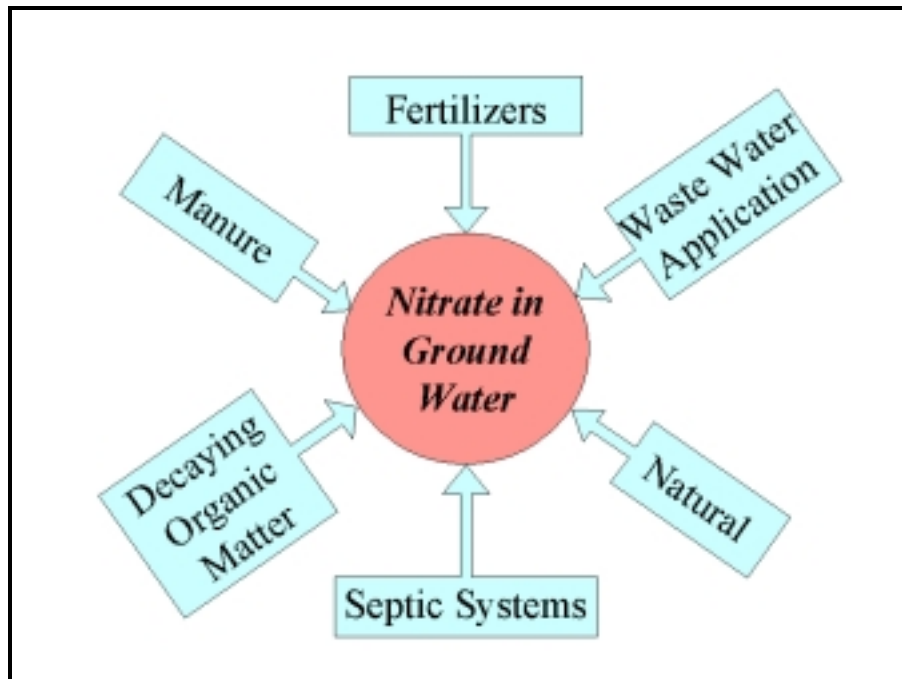 Fertilizers
Waste Water
Application
Manure
Nitrate in
Ground
Water
Decaying
Organic
Matter
Natural
Septic Systems